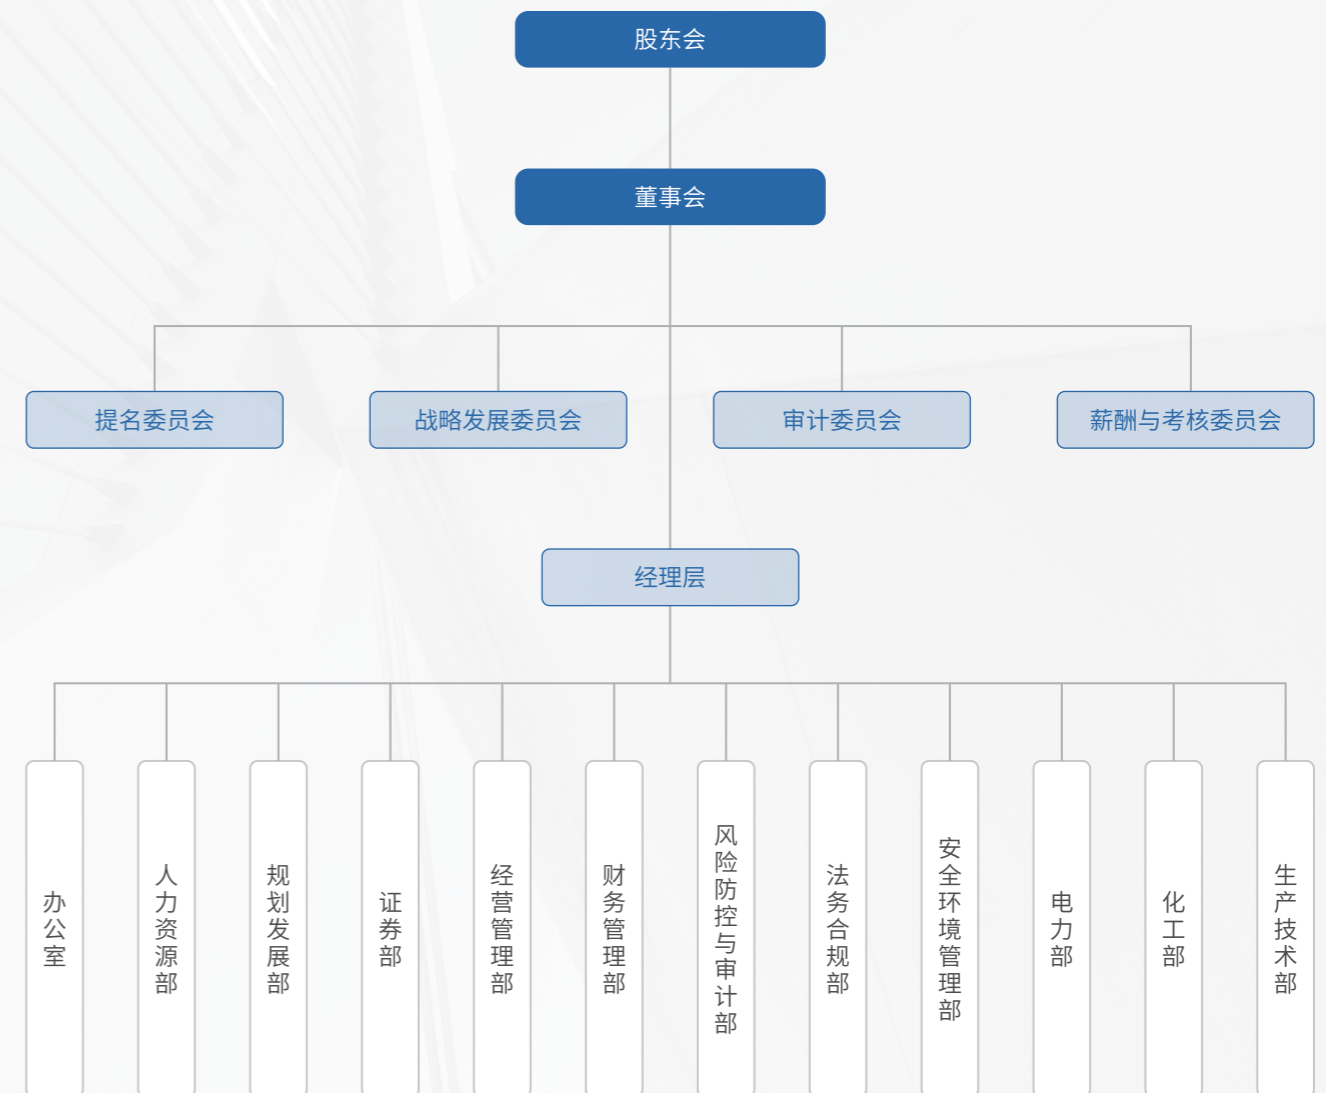 股东会
董事会
提名委员会
战略发展委员会
审计委员会
薪酬与考核委员会
经理层
办公室
人力资源部
规划发展部
证券部
经营管理部
财务管理部
风险防控与审计部
法务合规部
安全环境管理部
电力部
化工部
生产技术部